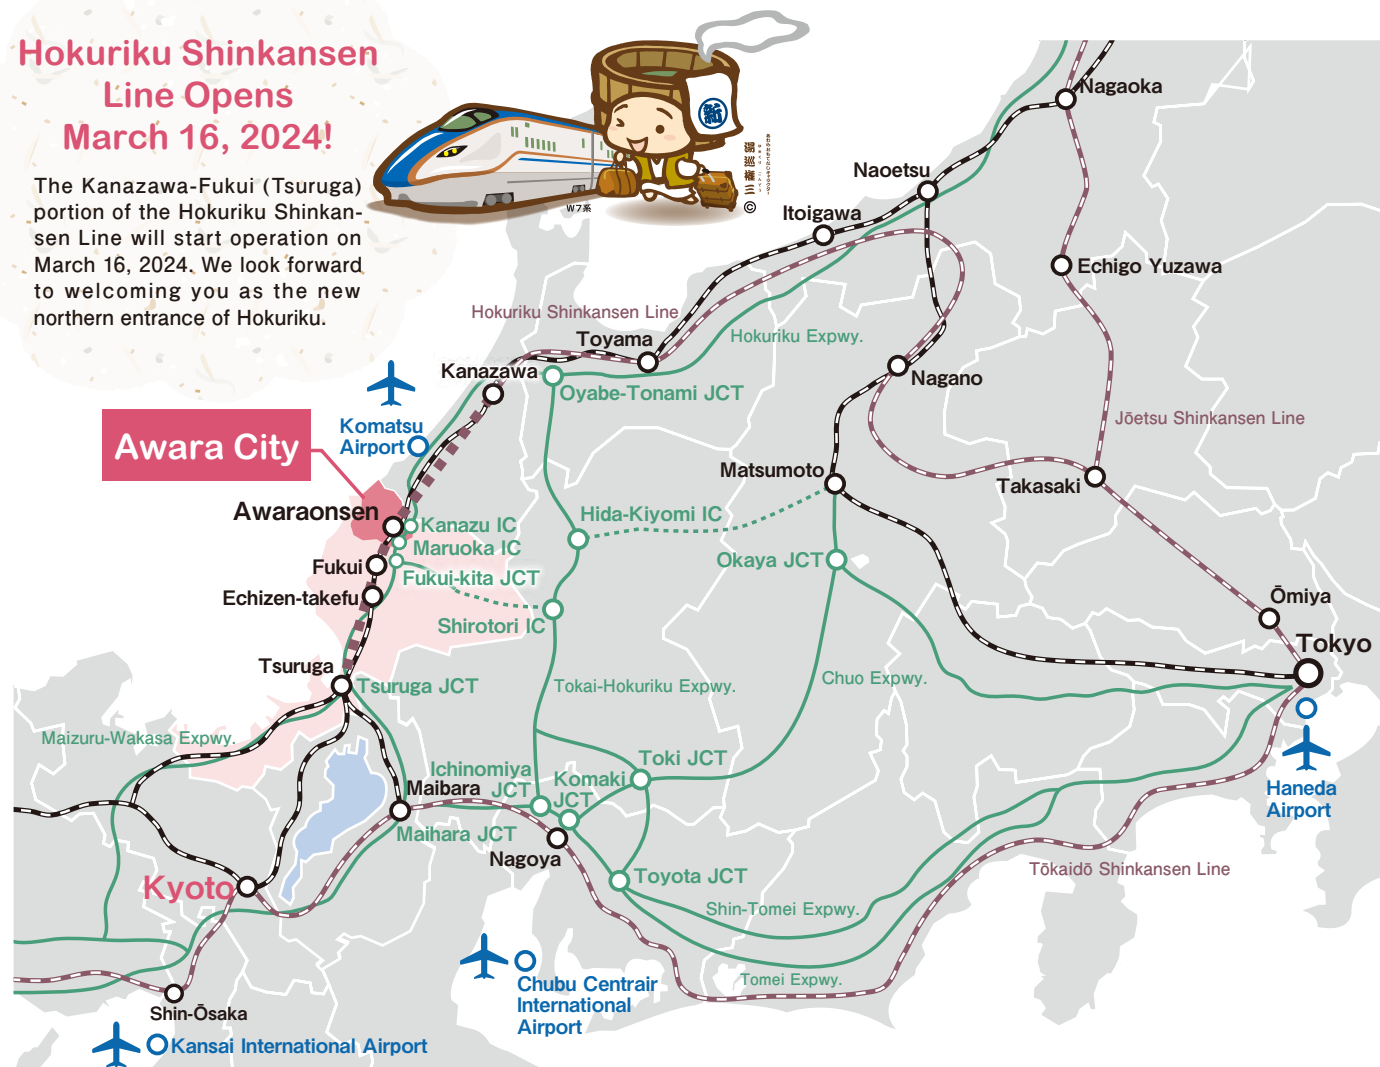 Hokuriku Shinkansen
Line Opens
March 16, 2024!
The Kanazawa-Fukui (Tsuruga)
portion of the Hokuriku Shinkan-
sen Line will start operation on
March 16, 2024. We look forward
to welcoming you as the new
northern entrance of Hokuriku.
新
W7系
湯巡権三
©
Nagaoka
Naoetsu
Itoigawa
Echigo Yuzawa
Hokuriku Shinkansen Line
Toyama
Hokuriku Expwy.
Kanazawa
Oyabe-Tonami JCT
Nagano
Jōetsu Shinkansen Line
Komatsu
Airport
Awara City
Matsumoto
Takasaki
Awaraonsen
Kanazu IC
Hida-Kiyomi IC
Maruoka IC
Fukui
Fukui-kita JCT
Okaya JCT
Echizen-takefu
Shirotori IC
Ōmiya
Tokyo
Tsuruga
Tsuruga JCT
Tokai-Hokuriku Expwy.
Chuo Expwy.
Maizuru-Wakasa Expwy.
Toki JCT
Ichinomiya
JCT
Komaki
JCT
Maibara
Maihara JCT
Haneda
Airport
Nagoya
Tōkaidō Shinkansen Line
Kyoto
Toyota JCT
Shin-Tomei Expwy.
Tomei Expwy.
Chubu Centrair
International
Airport
Shin-Ōsaka
Kansai International Airport